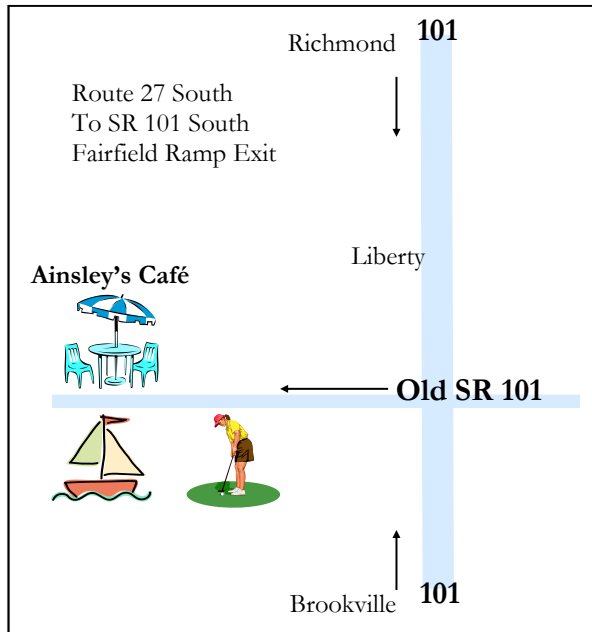 101
Richmond
Route 27 South
To SR 101 South
Fairfield Ramp Exit
Liberty
Ainsley’s Café
Old SR 101
101
Brookville